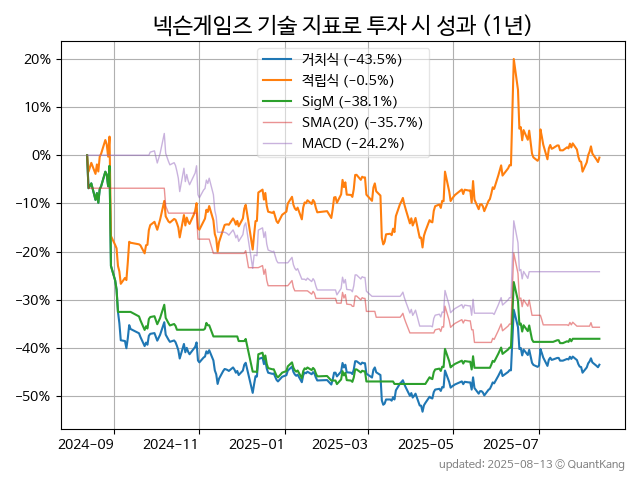 넥슨게임즈 기술 지표로 투자 시 성과 (1년)
거치식 (-43.5%)
적립식 (-0.5%)
SigM (-38.1%)
SMA(20) (-35.7%)
MACD (-24.2%)
20%
10%
0%
-10%
-20%
-30%
-40%
-50%
2024-09 2024-11 2025-01 2025-03 2025-05 2025-07
updated: 2025-08-13 © QuantKang